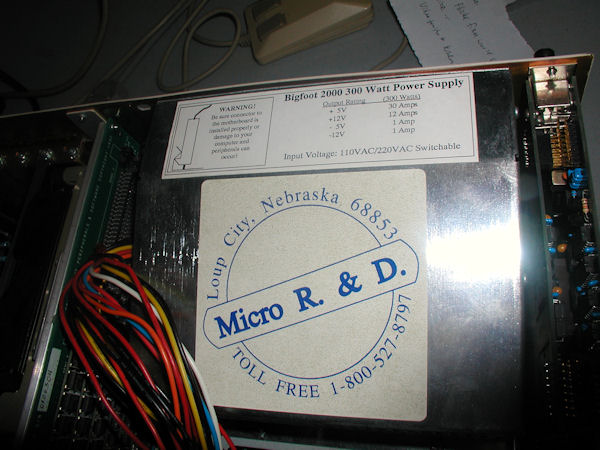 Bigfoot 2000 300 Watt Power Supply
WARNING!
Be sure connector to
the motherboard is
installed properly or
damage to your
computer and
peripherals can
occur!
Output Rating (300 Watts)
+ 5V 30 Amps
+12V 12 Amps
- 5V 1 Amp
-12V 1 Amp
Input Voltage: 110VAC/220VAC Switchable
Loup City, Nebraska 68853
Micro R. & D.
TOLL FREE 1-800-527-8797